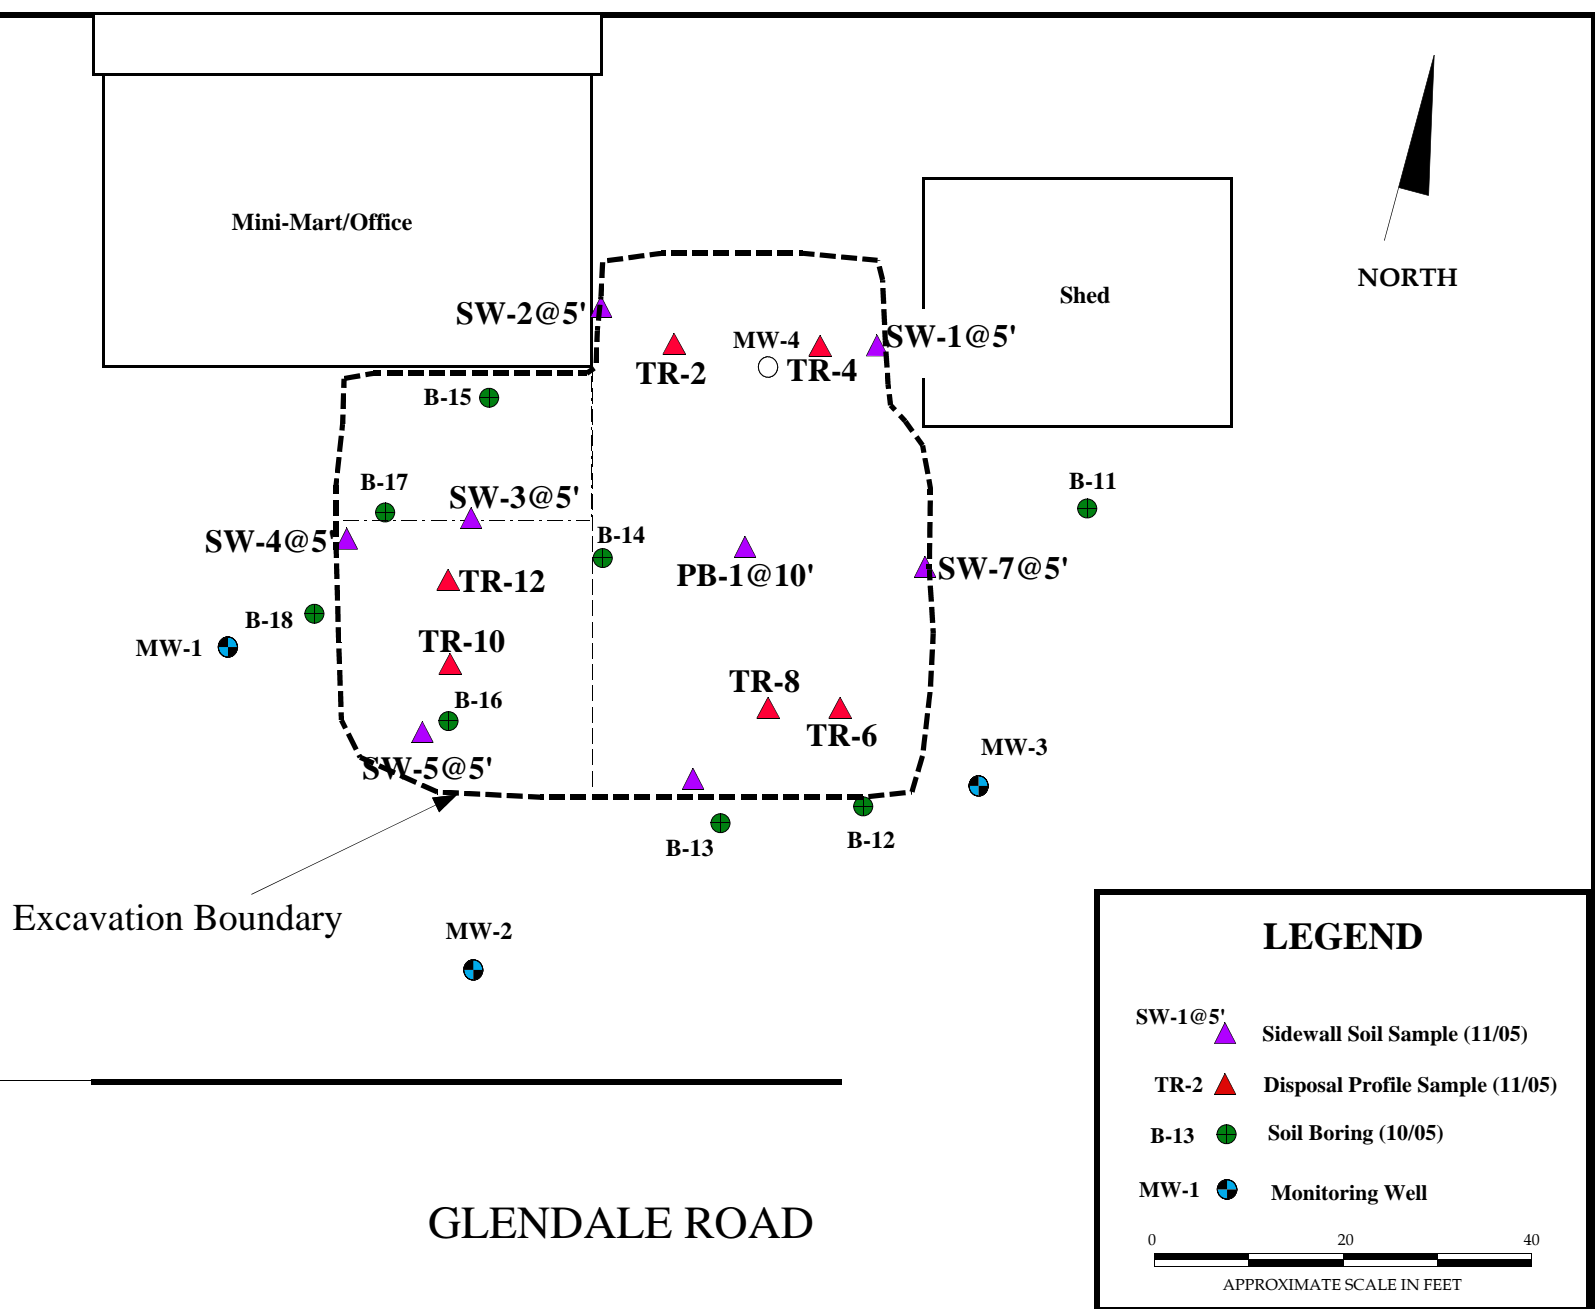 Mini-Mart/Office
Shed
NORTH
SW-2@5'
MW-4
SW-1@5'
TR-2
TR-4
B-15
B-17
SW-3@5'
B-11
SW-4@5'
B-14
TR-12
PB-1@10'
SW-7@5'
B-18
MW-1
TR-10
B-16
TR-8
TR-6
SW-5@5'
MW-3
B-13
B-12
Excavation Boundary
MW-2
GLENDALE ROAD
LEGEND
SW-1@5' Sidewall Soil Sample (11/05)
TR-2 Disposal Profile Sample (11/05)
B-13 Soil Boring (10/05)
MW-1 Monitoring Well
0 20 40
APPROXIMATE SCALE IN FEET